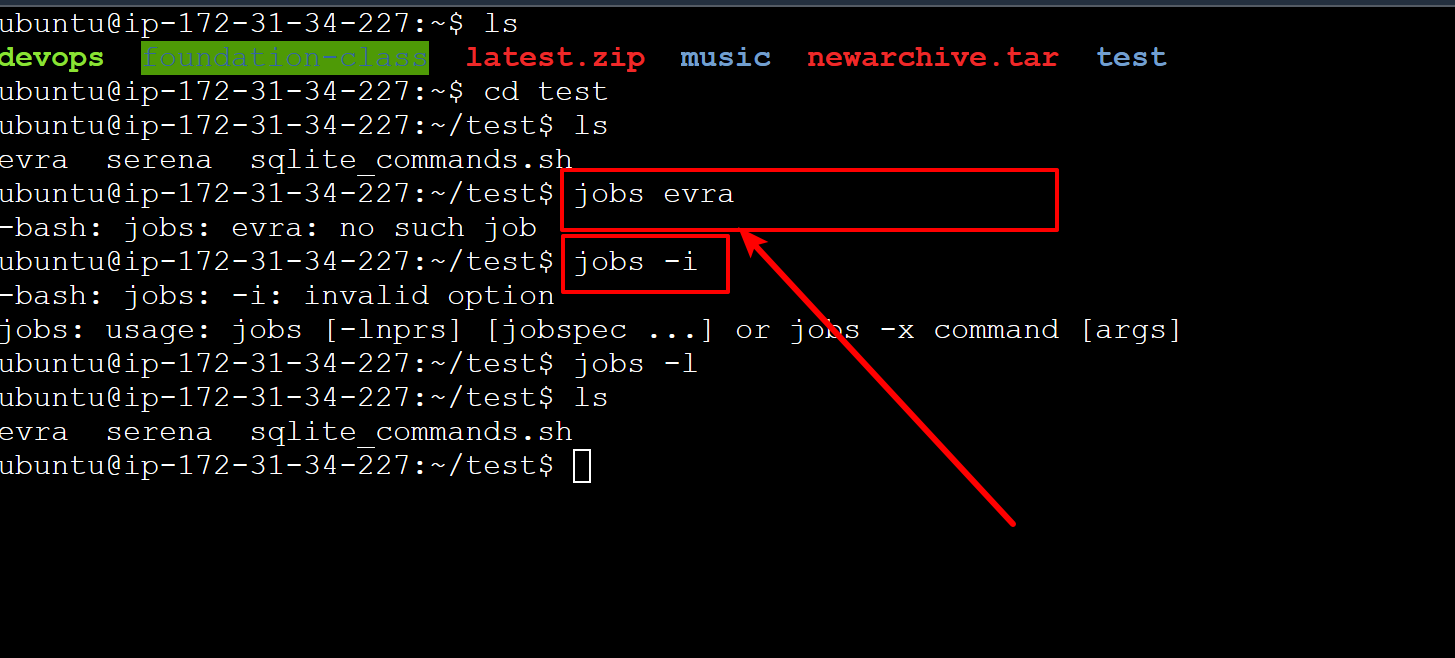 ubuntu@ip-172-31-34-227:~$ ls
devops foundation-class latest.zip music newarchive.tar test
ubuntu@ip-172-31-34-227:~$ cd test
ubuntu@ip-172-31-34-227:~/test$ ls
evra serena sqlite_commands.sh
ubuntu@ip-172-31-34-227:~/test$ jobs evra
-bash: jobs: evra: no such job
ubuntu@ip-172-31-34-227:~/test$ jobs -i
-bash: jobs: -i: invalid option
jobs: usage: jobs [-lnprs] [jobspec ...] or jobs -x command [args]
ubuntu@ip-172-31-34-227:~/test$ jobs -l
ubuntu@ip-172-31-34-227:~/test$ ls
evra serena sqlite_commands.sh
ubuntu@ip-172-31-34-227:~/test$